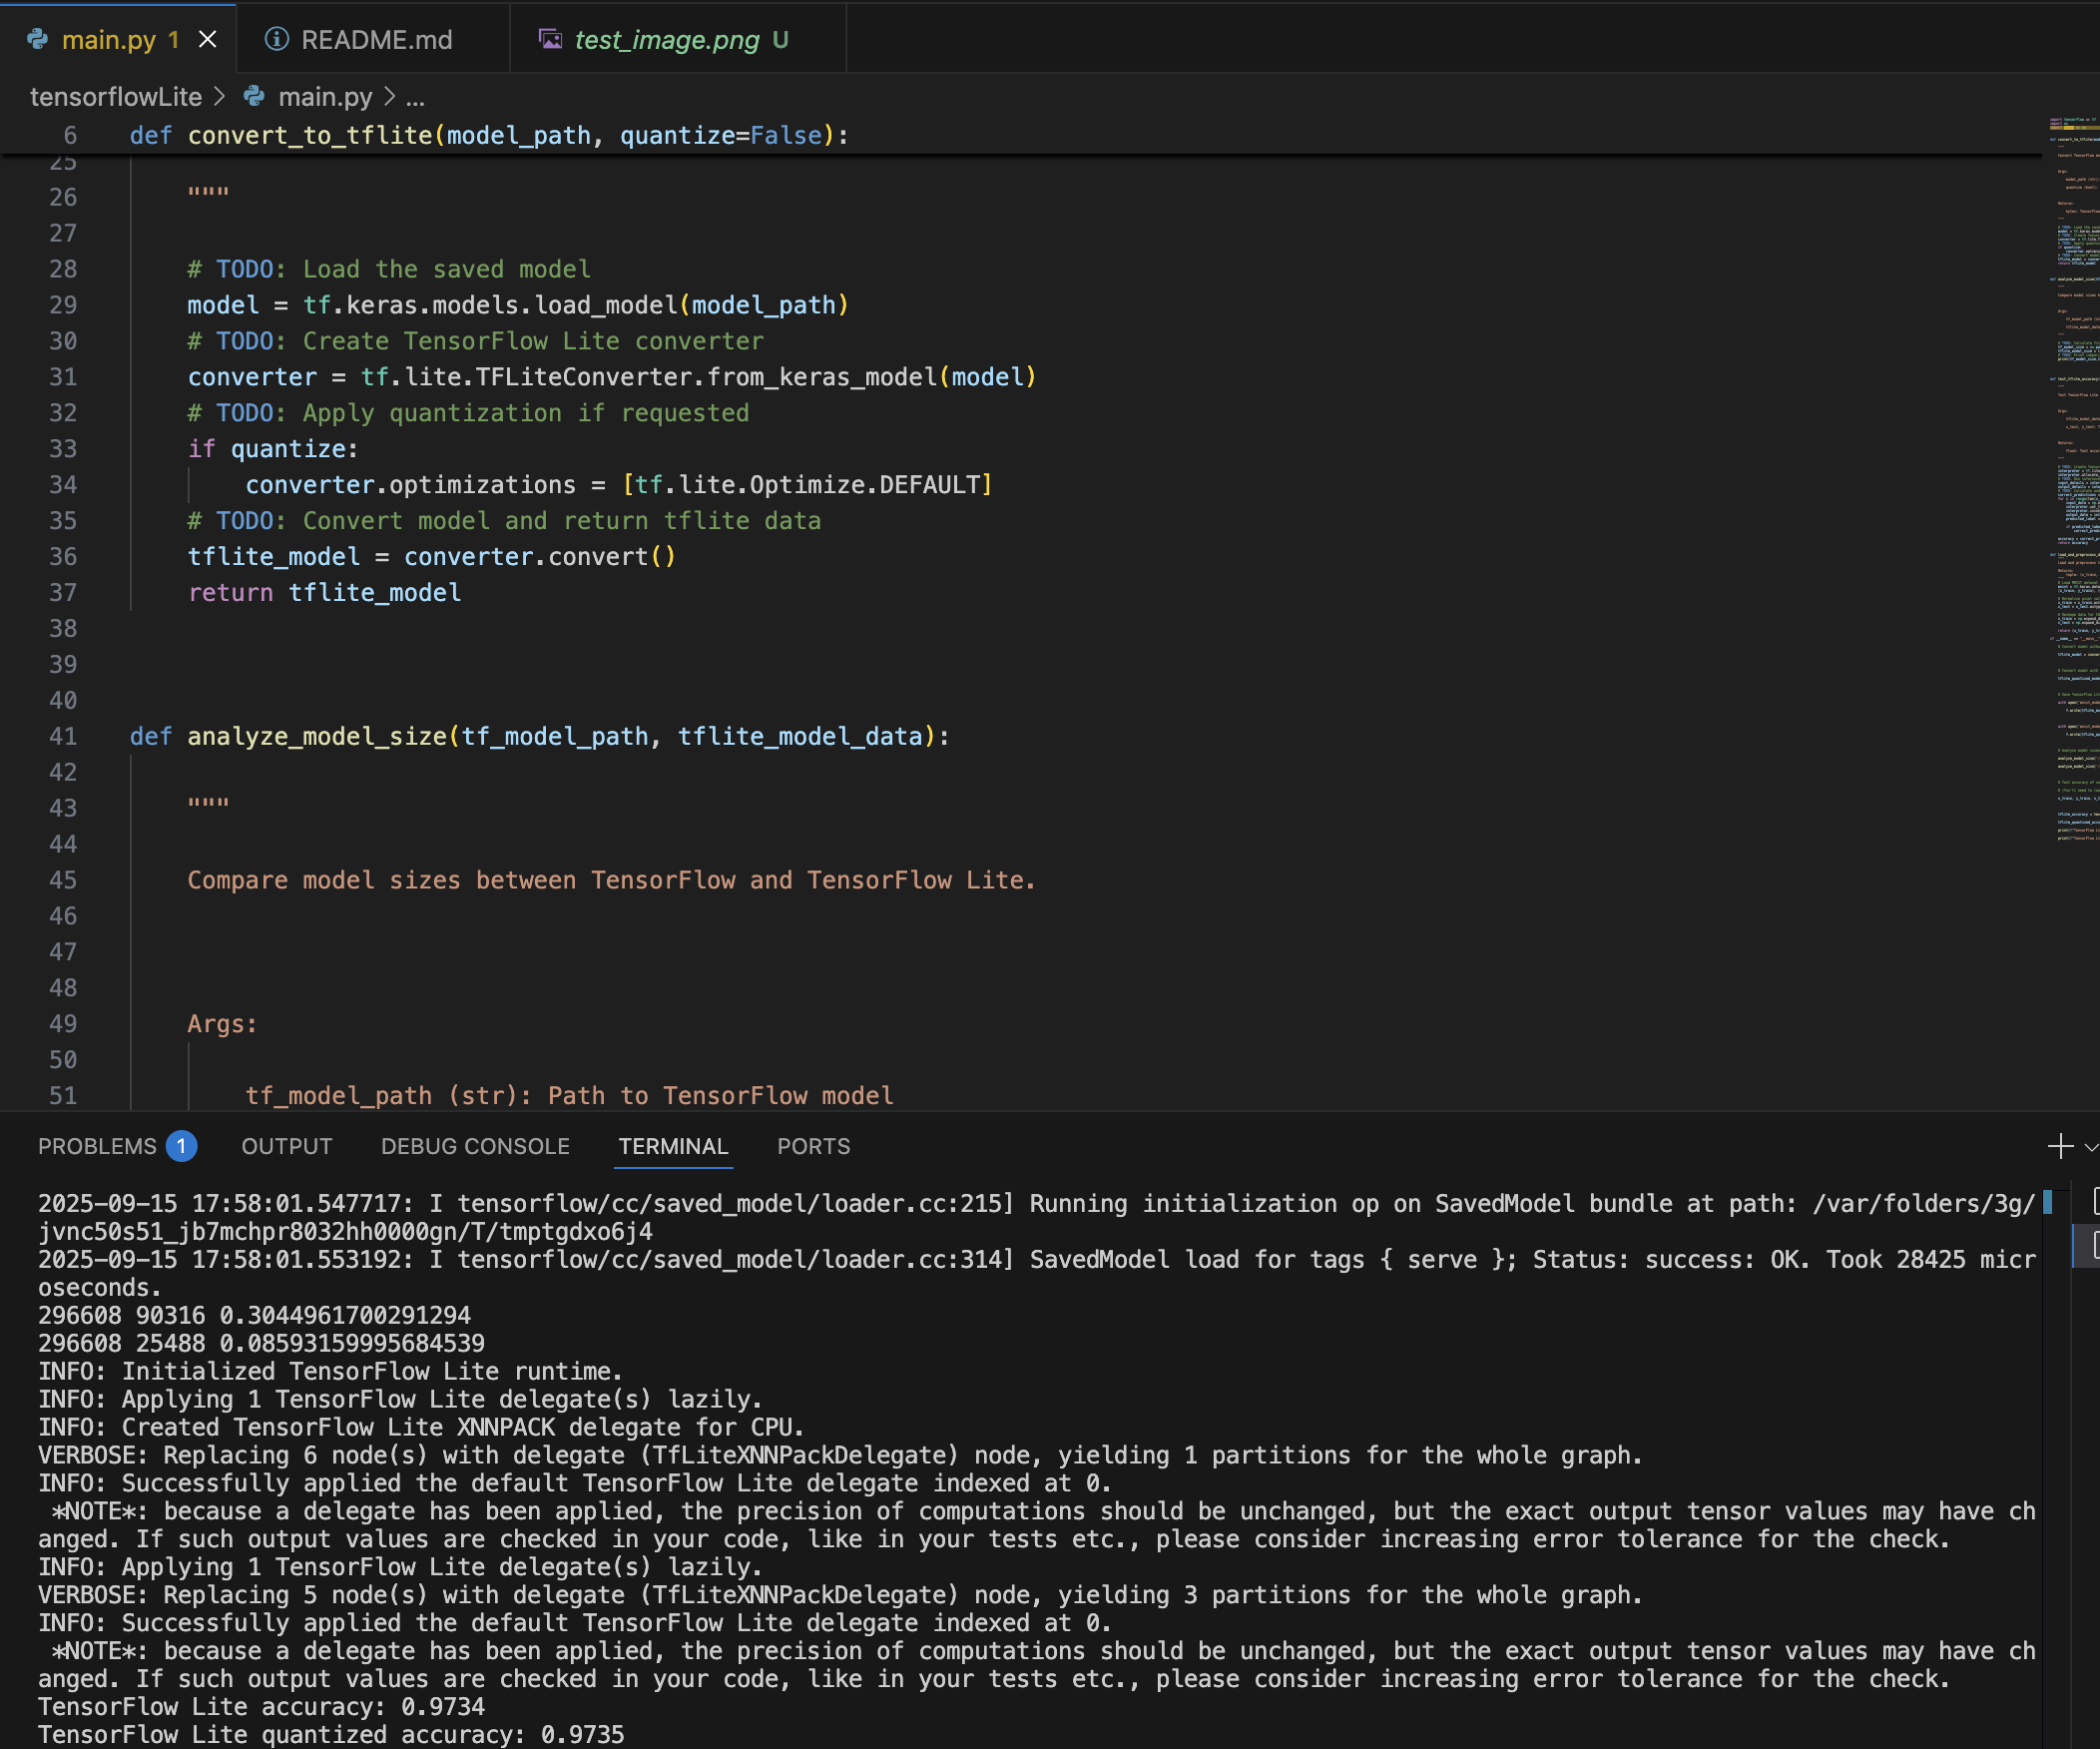 main.py 1
README.md
test_image.png U
tensorflowLite > main.py > ...
6 def convert_to_tflite(model_path, quantize=False):
25
26 """
27
28 # TODO: Load the saved model
29 model = tf.keras.models.load_model(model_path)
30 # TODO: Create TensorFlow Lite converter
31 converter = tf.lite.TFLiteConverter.from_keras_model(model)
32 # TODO: Apply quantization if requested
33 if quantize:
34 converter.optimizations = [tf.lite.Optimize.DEFAULT]
35 # TODO: Convert model and return tflite data
36 tflite_model = converter.convert()
37 return tflite_model
38
39
40
41 def analyze_model_size(tf_model_path, tflite_model_data):
42
43 """
44
45 Compare model sizes between TensorFlow and TensorFlow Lite.
46
47
48
49 Args:
50
51 tf_model_path (str): Path to TensorFlow model
PROBLEMS 1 OUTPUT DEBUG CONSOLE TERMINAL PORTS
2025-09-15 17:58:01.547717: I tensorflow/cc/saved_model/loader.cc:215] Running initialization op on SavedModel bundle at path: /var/folders/3g/
jvnc50s51_jb7mchpr8032hh0000gn/T/tmptgdxo6j4
2025-09-15 17:58:01.553192: I tensorflow/cc/saved_model/loader.cc:314] SavedModel load for tags { serve }; Status: success: OK. Took 28425 micr
oseconds.
296608 90316 0.3044961700291294
296608 25488 0.08593159995684539
INFO: Initialized TensorFlow Lite runtime.
INFO: Applying 1 TensorFlow Lite delegate(s) lazily.
INFO: Created TensorFlow Lite XNNPACK delegate for CPU.
VERBOSE: Replacing 6 node(s) with delegate (TfLiteXNNPackDelegate) node, yielding 1 partitions for the whole graph.
INFO: Successfully applied the default TensorFlow Lite delegate indexed at 0.
*NOTE*: because a delegate has been applied, the precision of computations should be unchanged, but the exact output tensor values may have ch
anged. If such output values are checked in your code, like in your tests etc., please consider increasing error tolerance for the check.
INFO: Applying 1 TensorFlow Lite delegate(s) lazily.
VERBOSE: Replacing 5 node(s) with delegate (TfLiteXNNPackDelegate) node, yielding 3 partitions for the whole graph.
INFO: Successfully applied the default TensorFlow Lite delegate indexed at 0.
*NOTE*: because a delegate has been applied, the precision of computations should be unchanged, but the exact output tensor values may have ch
anged. If such output values are checked in your code, like in your tests etc., please consider increasing error tolerance for the check.
TensorFlow Lite accuracy: 0.9734
TensorFlow Lite quantized accuracy: 0.9735